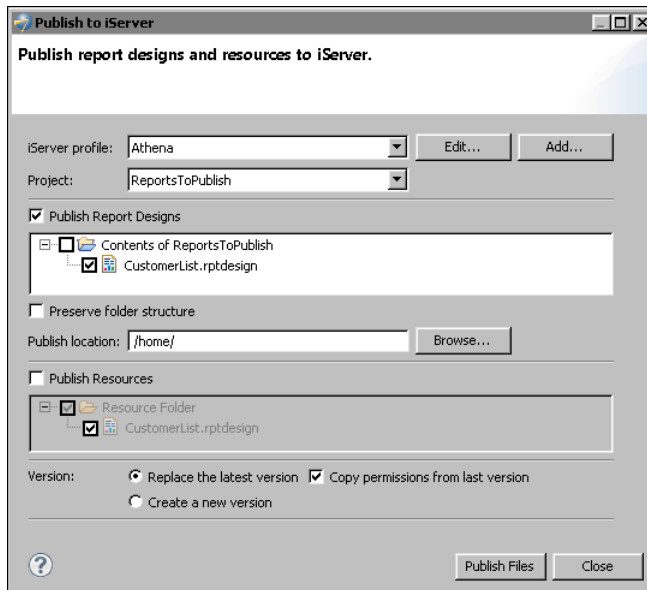 Publish to iServer
Publish report designs and resources to iServer.
iServer profile: Athena Edit... Add...
Project: ReportsToPublish
Publish Report Designs
Contents of ReportsToPublish
CustomerList.rptdesign
Preserve folder structure
Publish location: /home/ Browse...
Publish Resources
Resource Folder
CustomerList.rptdesign
Version: Replace the latest version Copy permissions from last version
Create a new version
? Publish Files Close